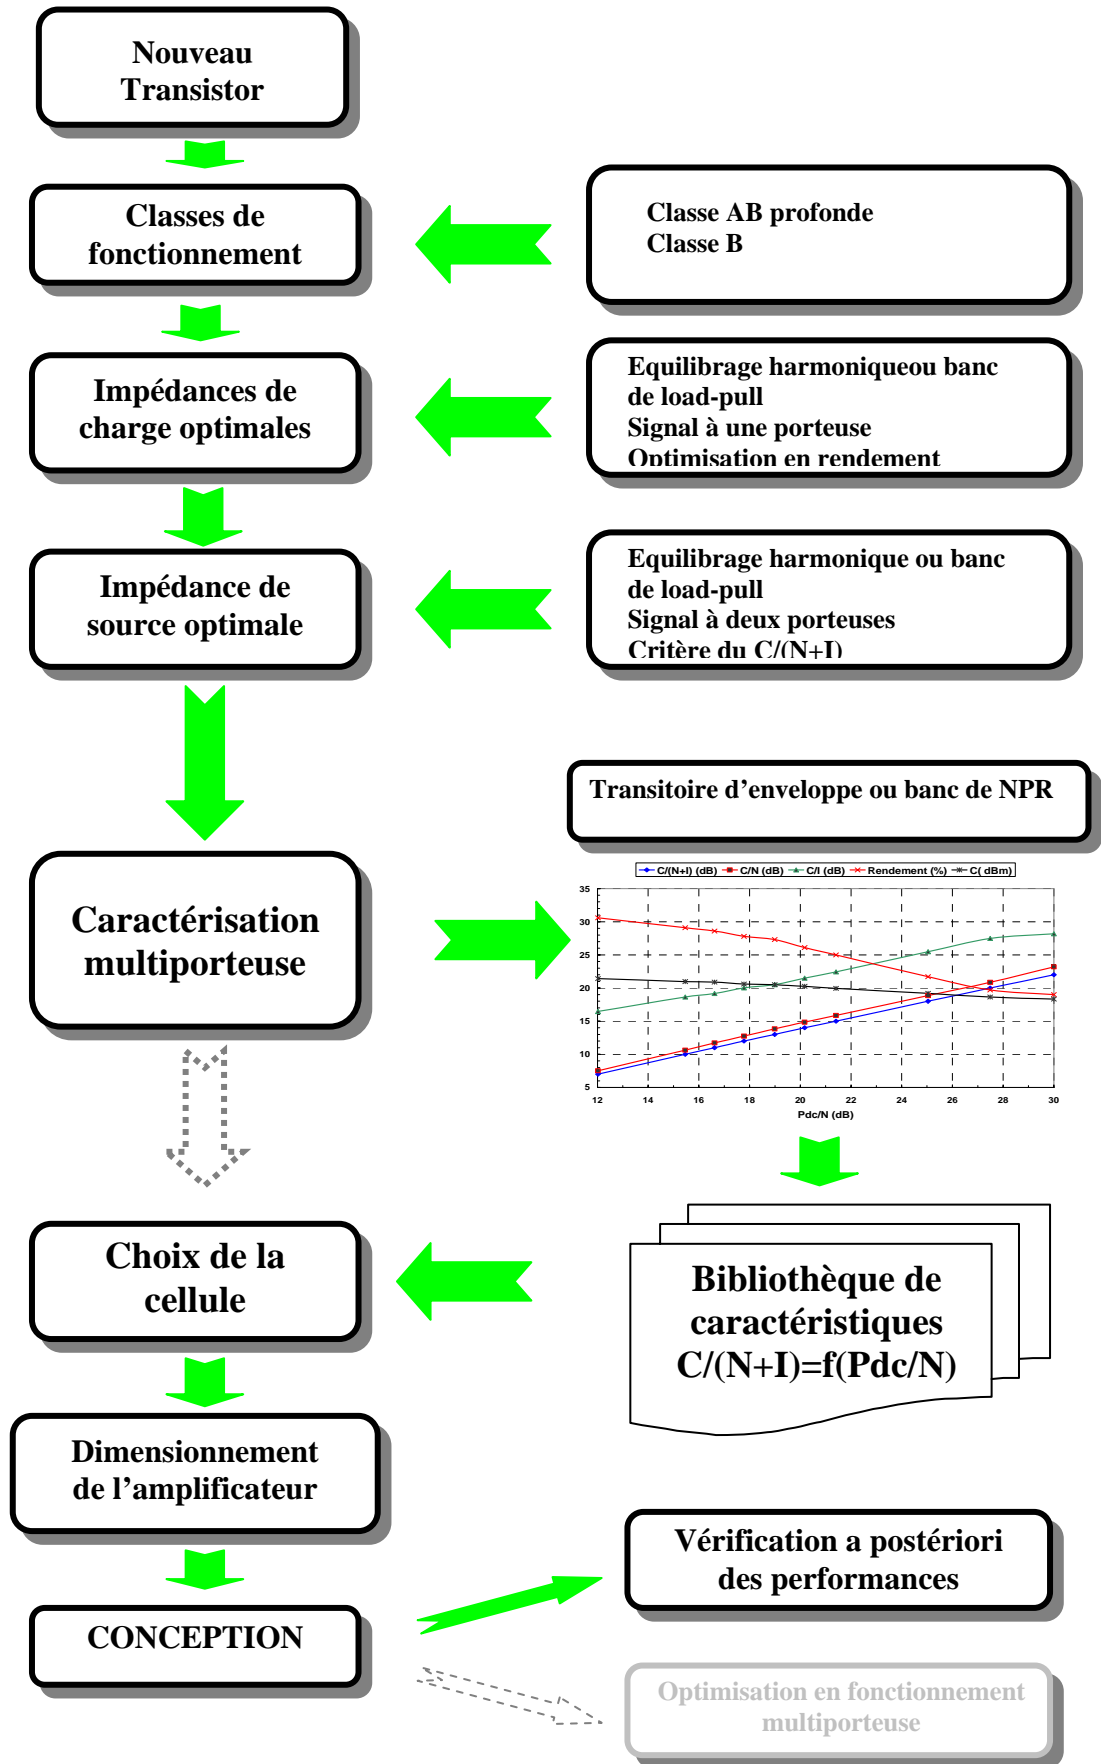 Nouveau
Transistor
Classes de
fonctionnement
Classe AB profonde
Classe B
Impédances de
charge optimales
Equilibrage harmoniqueou banc
de load-pull
Signal à une porteuse
Optimisation en rendement
Impédance de
source optimale
Equilibrage harmonique ou banc
de load-pull
Signal à deux porteuses
Critère du C/(N+I)
Transitoire d’enveloppe ou banc de NPR
Caractérisation
multiporteuse
C/(N+I) (dB) C/N (dB) C/I (dB) Rendement (%) C( dBm)
35
30
25
20
15
10
5
12 14 16 18 20 22 24 26 28 30
Pdc/N (dB)
Choix de la
cellule
Bibliothèque de
caractéristiques
C/(N+I)=f(Pdc/N)
Dimensionnement
de l’amplificateur
Vérification a postériori
des performances
CONCEPTION
Optimisation en fonctionnement
multiporteuse